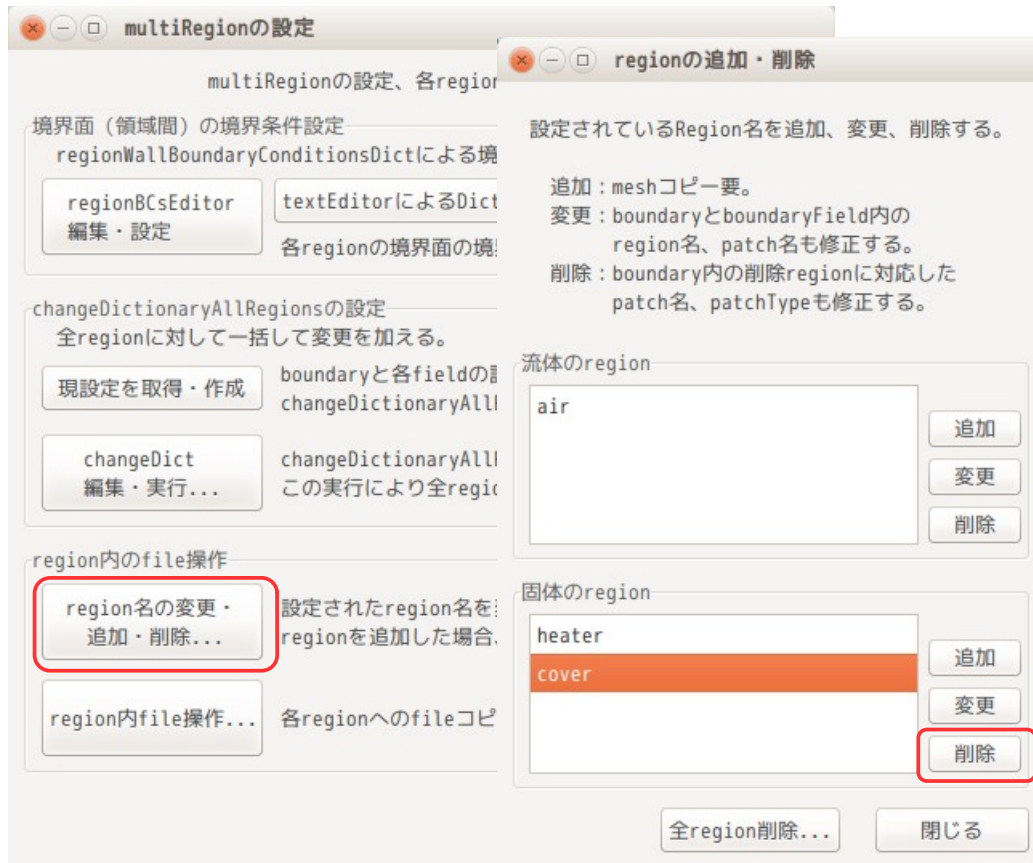 multiRegionの設定
multiRegionの設定、各region
境界面（領域間）の境界条件設定
regionWallBoundaryConditionsDictによる境
regionBCsEditor
編集・設定
textEditorによるDict
各regionの境界面の境
changeDictionaryAllRegionsの設定
全regionに対して一括して変更を加える。
現設定を取得・作成
boundaryと各fieldの
changeDictionaryAll
changeDict
編集・実行...
changeDictionaryAll
この実行により全regi
region内のfile操作
region名の変更・
追加・削除...
設定されたregion名を
regionを追加した場合、
region内file操作...
各regionへのfileコピ
regionの追加・削除
設定されているRegion名を追加、変更、削除する。
追加：meshコピー要。
変更：boundaryとboundaryField内の
region名、patch名も修正する。
削除：boundary内の削除regionに対応した
patch名、patchTypeも修正する。
流体のregion
air
追加
変更
削除
固体のregion
heater
cover
追加
変更
削除
全region削除...
閉じる